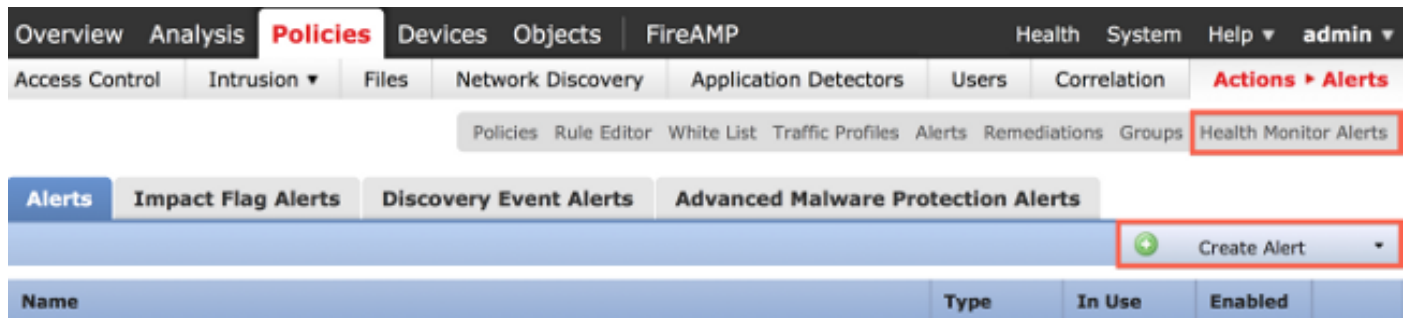 Overview Analysis Policies Devices Objects FireAMP Health System Help ▾ admin ▾
Access Control Intrusion ▾ Files Network Discovery Application Detectors Users Correlation Actions ▸ Alerts
Policies Rule Editor White List Traffic Profiles Alerts Remediations Groups Health Monitor Alerts
Alerts Impact Flag Alerts Discovery Event Alerts Advanced Malware Protection Alerts
Create Alert
Name Type In Use Enabled